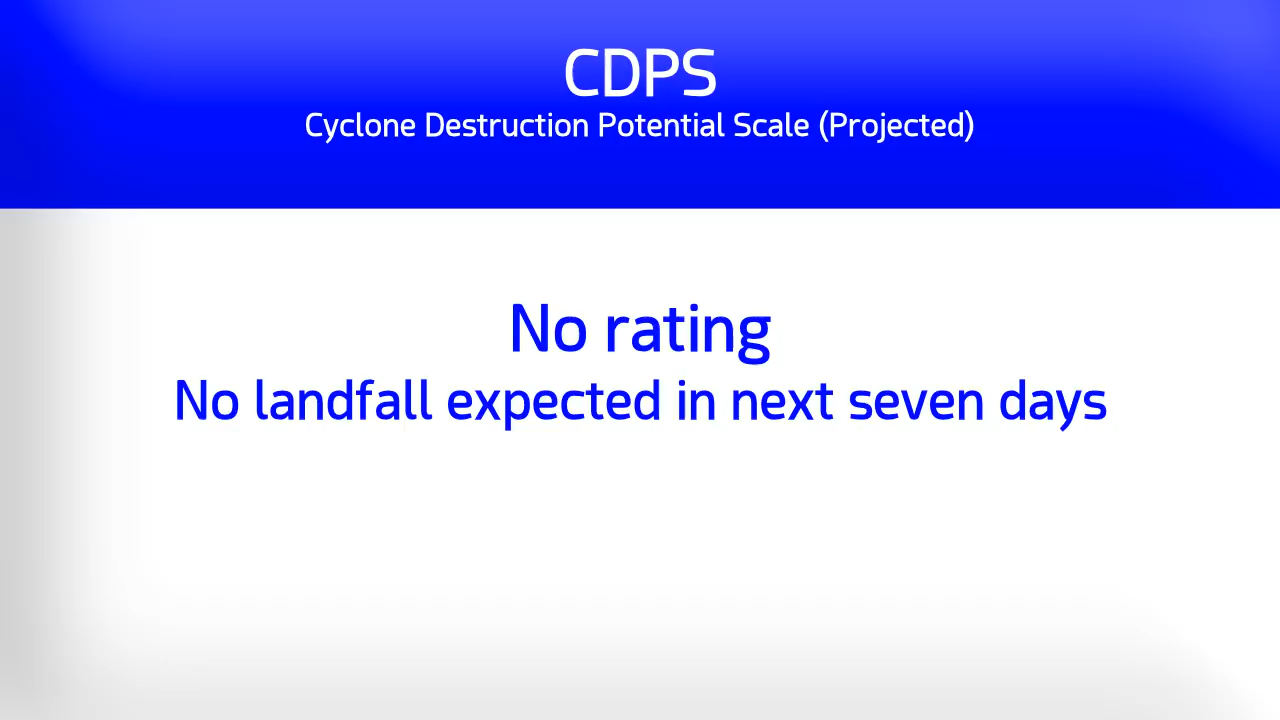 CDPS
Cyclone Destruction Potential Scale (Projected)
No rating
No landfall expected in next seven days